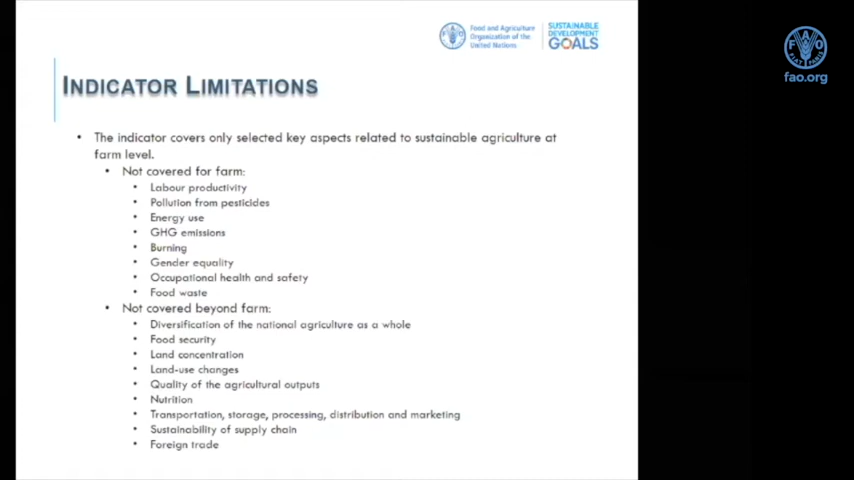 Food and Agriculture
Organization of the
United Nations
SUSTAINABLE
DEVELOPMENT
GOALS
FAO
FIAT PANIS
fao.org
INDICATOR LIMITATIONS
• The indicator covers only selected key aspects related to sustainable agriculture at
farm level.
• Not covered for farm:
• Labour productivity
• Pollution from pesticides
• Energy use
• GHG emissions
• Burning
• Gender equality
• Occupational health and safety
• Food waste
• Not covered beyond farm:
• Diversification of the national agriculture as a whole
• Food security
• Land concentration
• Land-use changes
• Quality of the agricultural outputs
• Nutrition
• Transportation, storage, processing, distribution and marketing
• Sustainability of supply chain
• Foreign trade